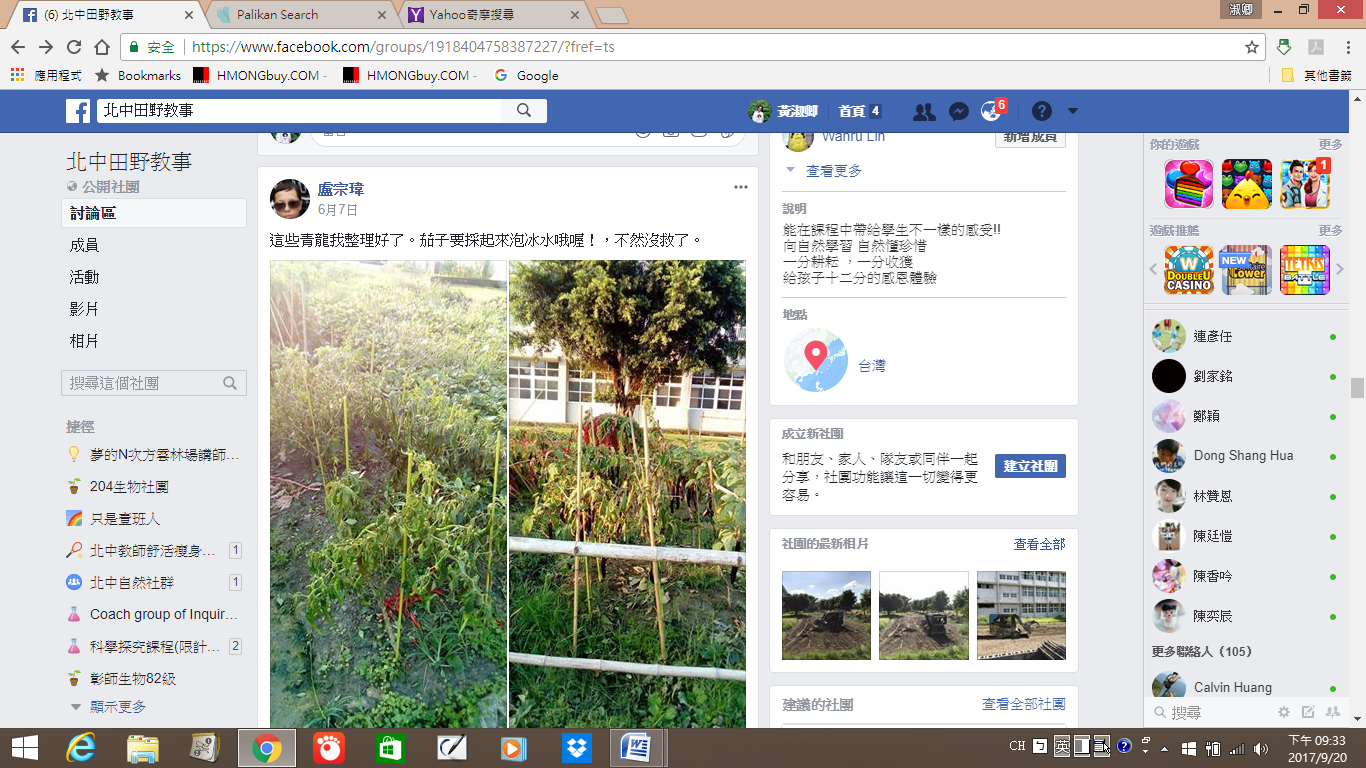 (6) 北中田野教事
Palikan Search
Yahoo奇摩搜尋
淑卿
安全
https://www.facebook.com/groups/1918404758387227/?fref=ts
應用程式
Bookmarks
HMONGbuy.COM -
HMONGbuy.COM -
Google
其他書籤
北中田野教事
黃淑卿
首頁 4
6
北中田野教事
公開社團
討論區
成員
活動
影片
相片
搜尋這個社團
捷徑
夢的N次方雲林場講師...
204生物社團
只是壹班人
北中教師舒活瘦身... 1
北中自然社群 1
Coach group of Inquir...
科學探究課程(限計... 2
彰師生物82級
顯示更多
盧宗瑋
6月7日
這些青龍我整理好了。茄子要採起來泡冰水哦喔！，不然沒救了。
Wanru Lin
新增成員
查看更多
說明
能在課程中帶給學生不一樣的感受!!
向自然學習 自然懂珍惜
一分耕耘 ，一分收獲
給孩子十二分的感恩體驗
地點
台灣
成立新社團
和朋友、家人、隊友或同伴一起
分享，社團功能讓這一切變得更
容易。
建立社團
社團的最新相片
查看全部
建議的社團
查看全部社團
你的遊戲
更多
1
遊戲推薦
更多
W
DOUBLEU
CASINO
NEW
Tower
TETRIS
BATTLE
連彥任
劉家銘
鄭穎
Dong Shang Hua
林贊恩
陳廷愷
陳香吟
陳奕辰
更多聯絡人（105）
Calvin Huang
搜尋
CH
英
下午 09:33
2017/9/20